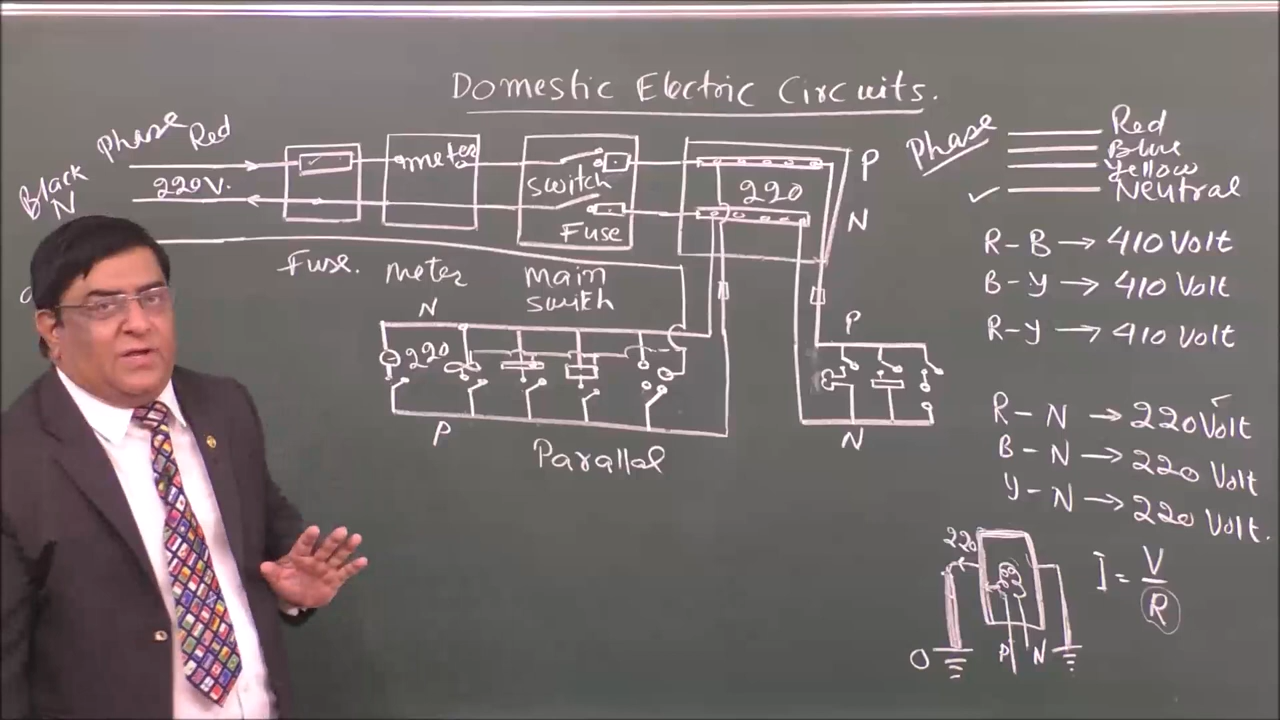 Domestic Electric Circuits.
Phase Red
Black
N
220V.
meter
switch
Fuse
220
P
N
Fuse.
meter
main
switch
N
220
P
Parallel
P
N
Phase
Red
Blue
Yellow
Neutral
R-B → 410 Volt
B-Y → 410 Volt
R-Y → 410 Volt
R-N → 220 Volt
B-N → 220 Volt
Y-N → 220 Volt.
220
O
P N
I = V
R